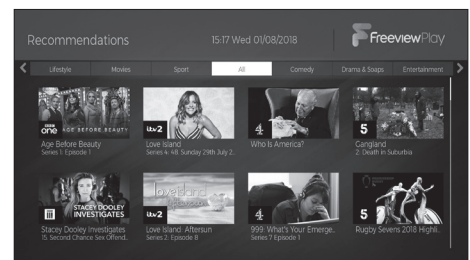 Recommendations
15:17 Wed 01/08/2018
FreeviewPlay
Lifestyle
Movies
Sport
All
Comedy
Drama & Soaps
Entertainment
BBC one
AGE BEFORE BEAUTY
itv2
4
5
Age Before Beauty
Series 1: Episode 1
Love Island
Series 4: 48. Sunday 29th July 2..
Who Is America?
Gangland
2: Death in Suburbia
STACEY DOOLEY
INVESTIGATES
iii
love island
itv2
4
5
Stacey Dooley Investigates
15. Second Chance Sex Offend..
Love Island: Aftersun
Series 2: Episode 8
999: What's Your Emerge..
Series 7 Episode 1
Rugby Sevens 2018 Highli..